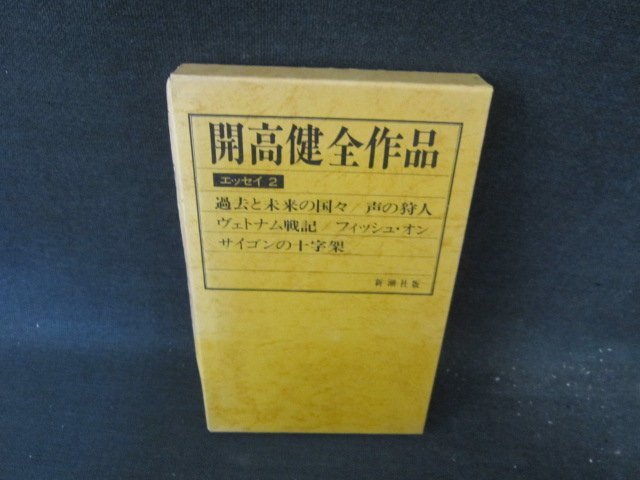 開高健全作品
エッセイ 2
過去と未来の国々/声の狩人
ヴェトナム戦記/フィッシュ・オン
サイゴンの十字架
新潮社版